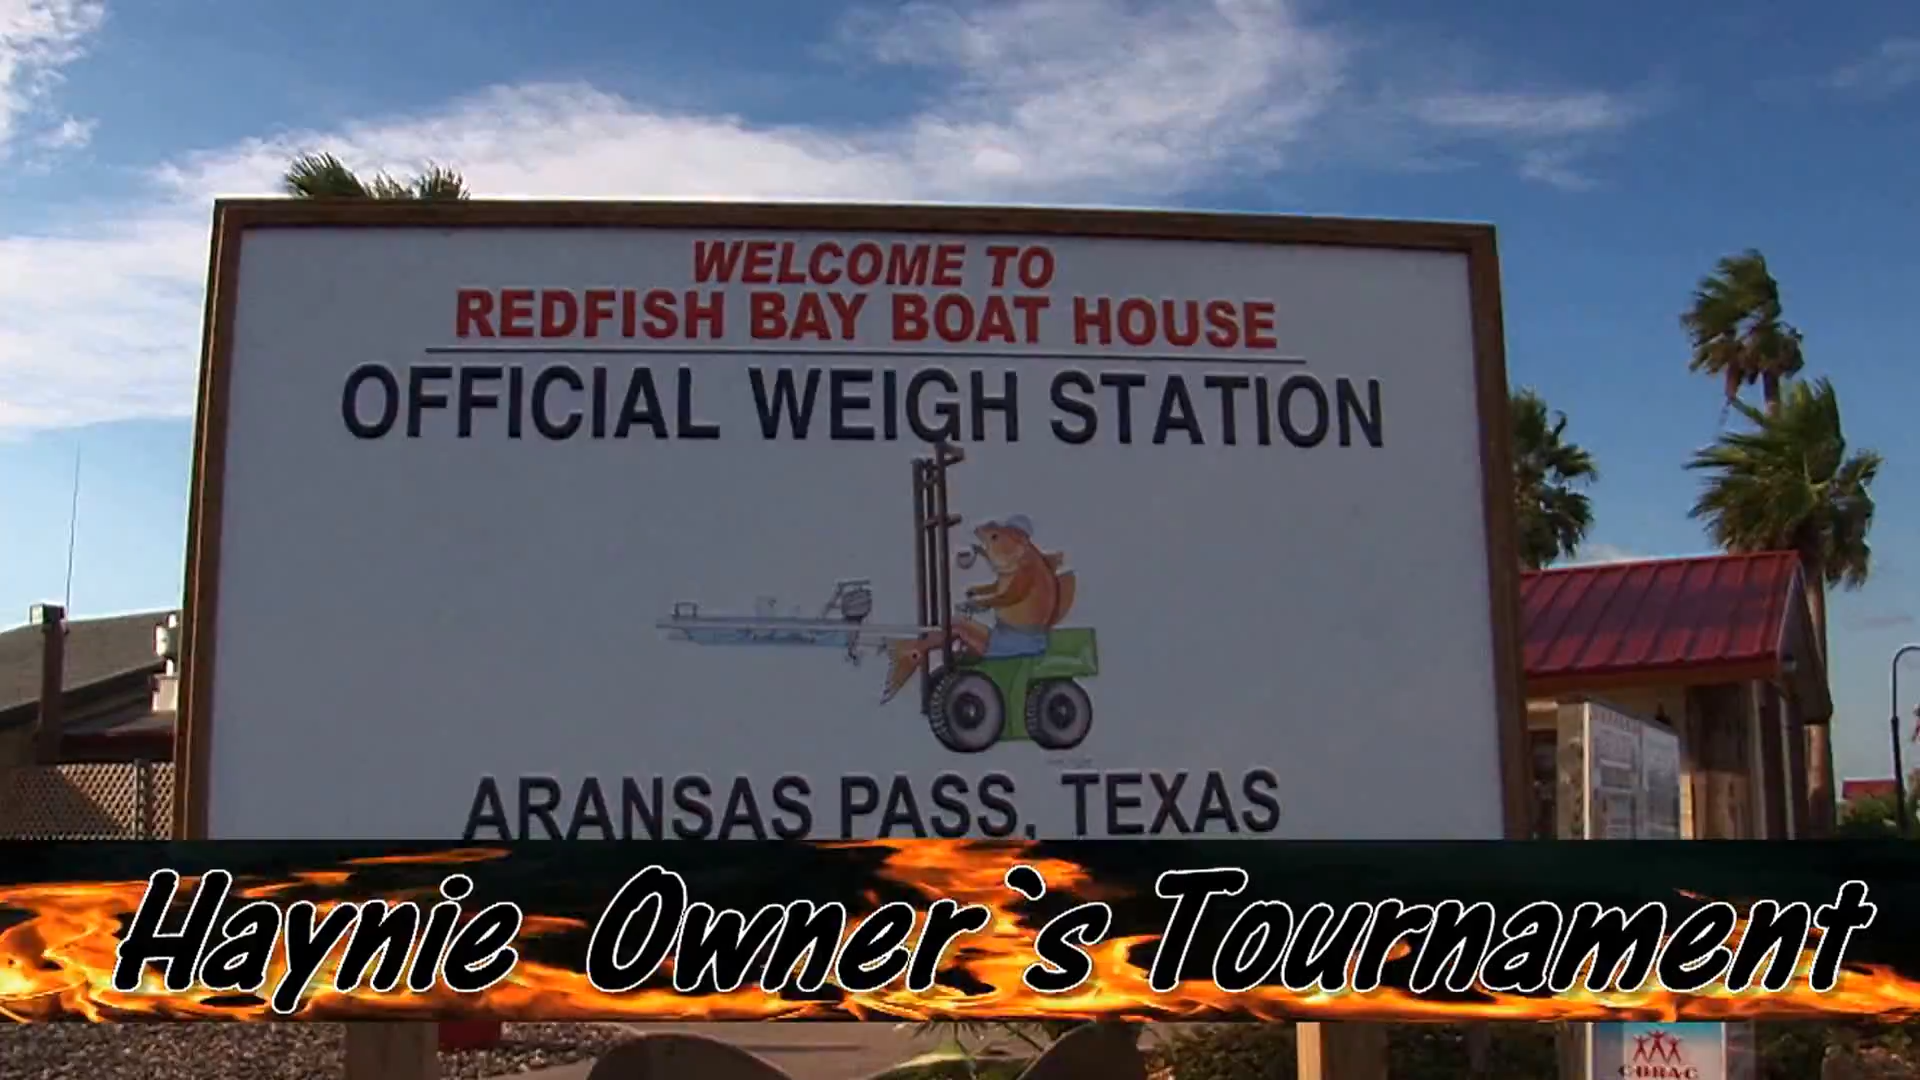 WELCOME TO
REDFISH BAY BOAT HOUSE
OFFICIAL WEIGH STATION
ARANSAS PASS, TEXAS
Haynie Owner`s Tournament